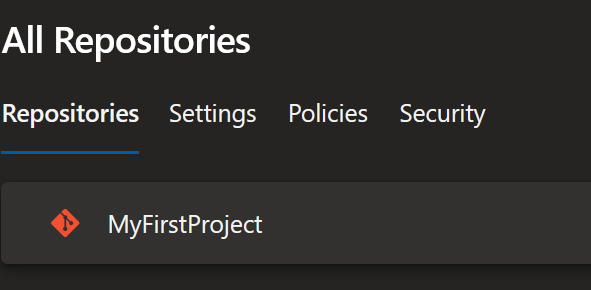 All Repositories
Repositories Settings Policies Security
MyFirstProject